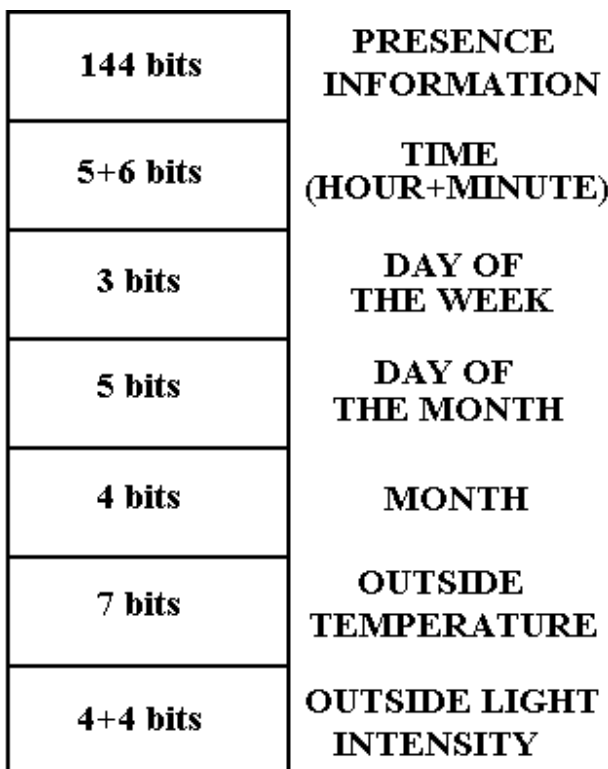 144 bits
PRESENCE
INFORMATION
5+6 bits
TIME
(HOUR+MINUTE)
3 bits
DAY OF
THE WEEK
5 bits
DAY OF
THE MONTH
4 bits
MONTH
7 bits
OUTSIDE
TEMPERATURE
4+4 bits
OUTSIDE LIGHT
INTENSITY